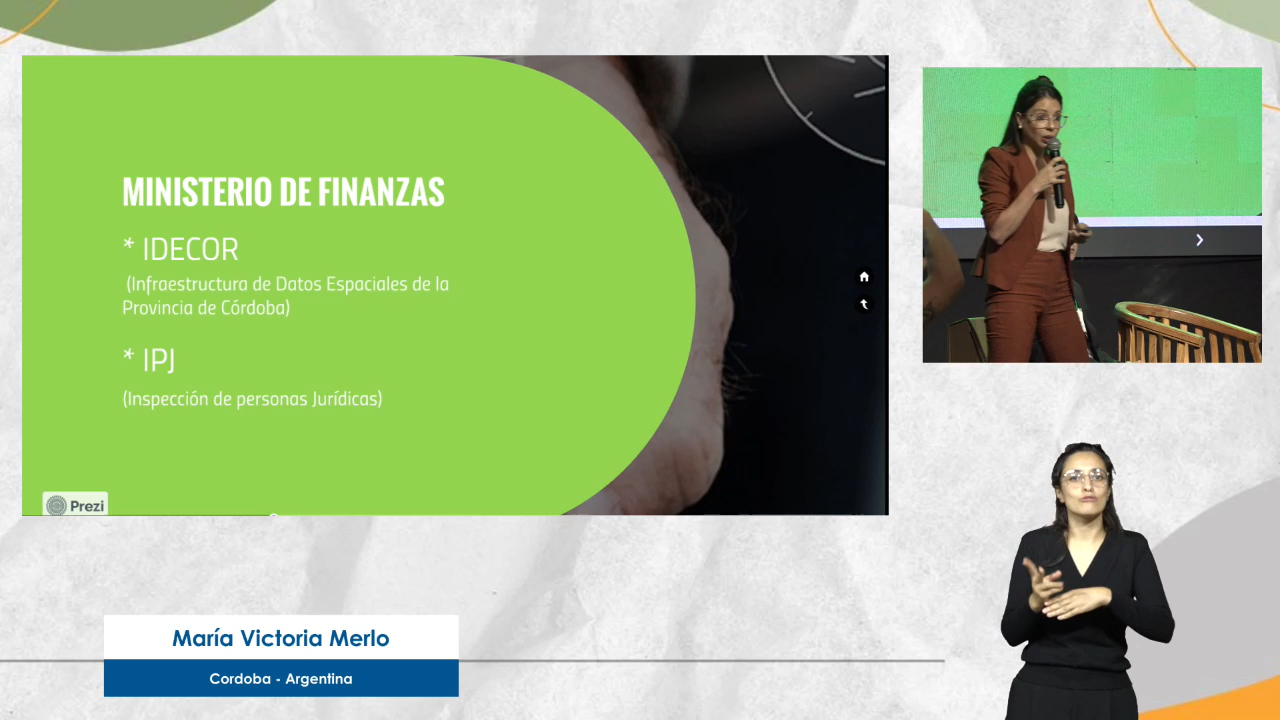 MINISTERIO DE FINANZAS
* IDECOR
(Infraestructura de Datos Espaciales de la
Provincia de Córdoba)
* IPJ
(Inspección de personas Jurídicas)
Prezi
María Victoria Merlo
Cordoba - Argentina